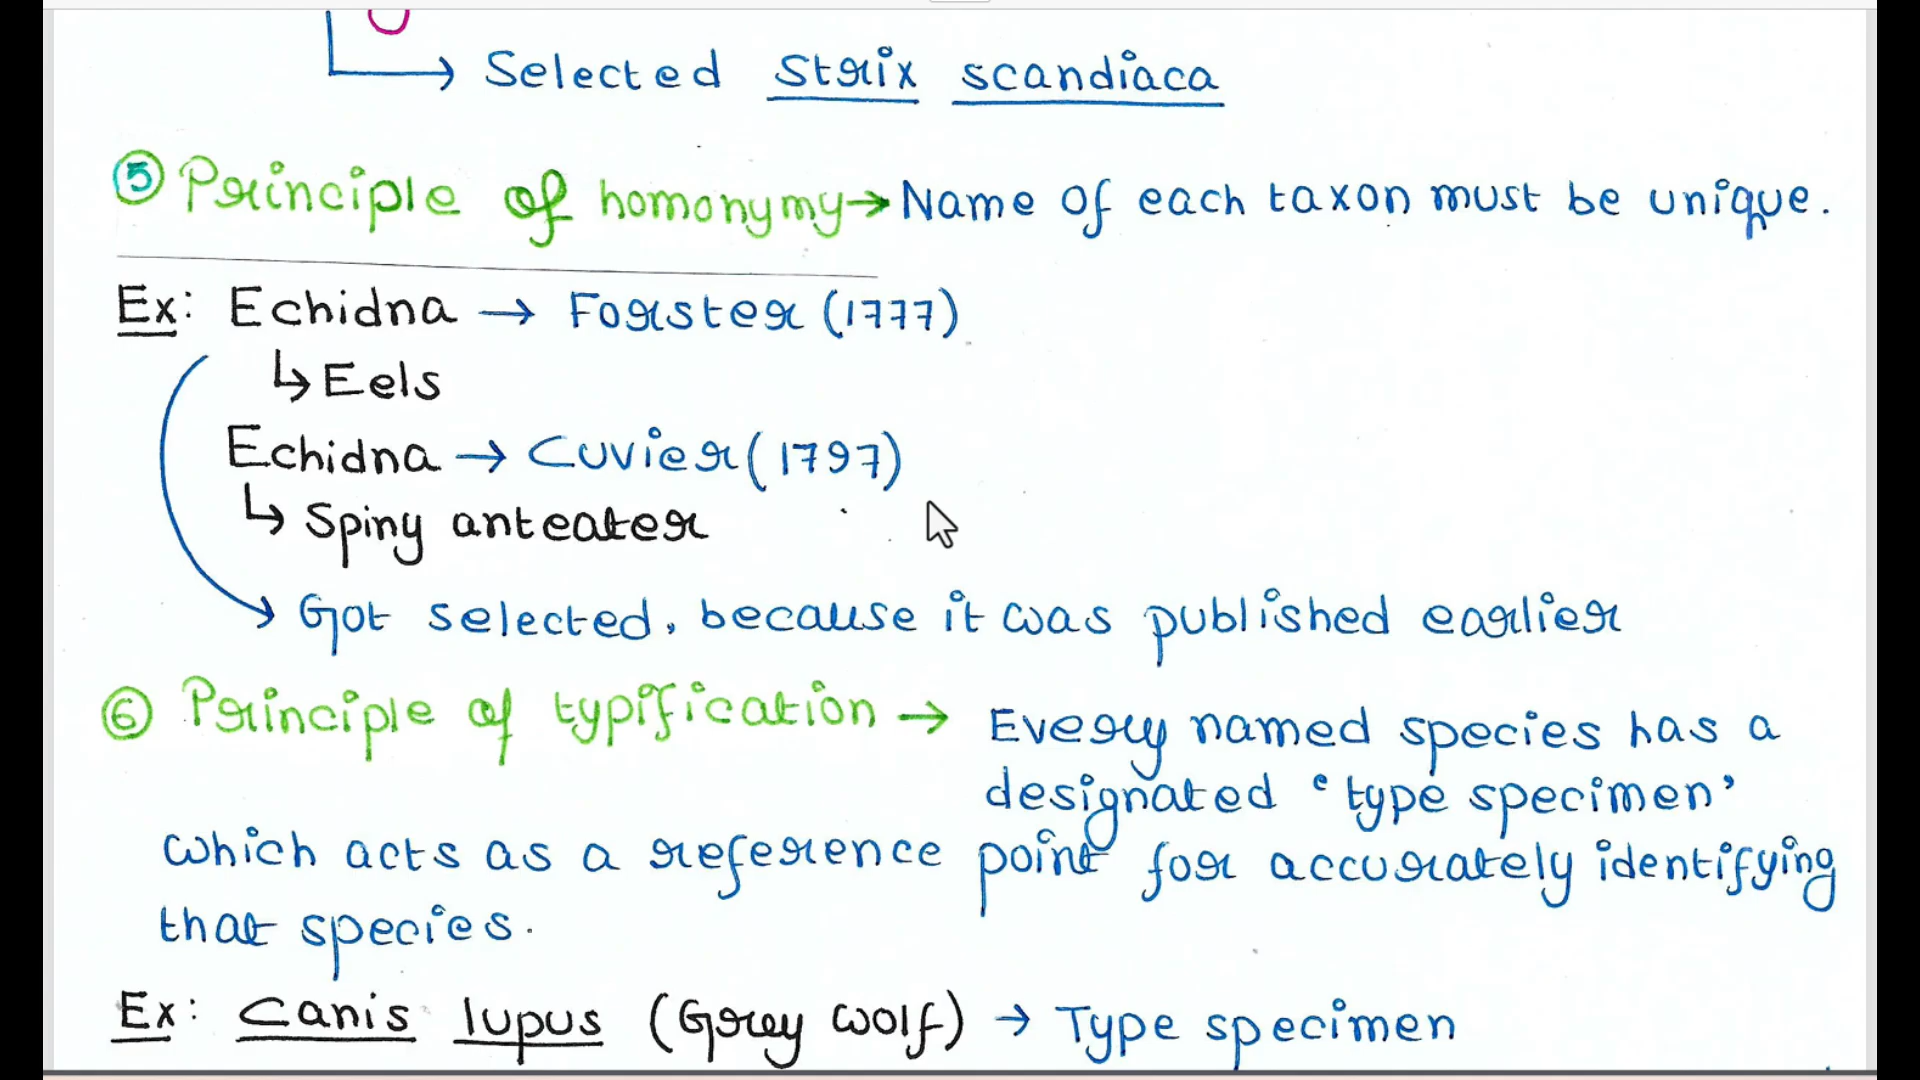 ↳ Selected Strix scandiaca
⑤ Principle of homonymy → Name of each taxon must be unique.
Ex: Echidna → Forster (1777)
↳ Eels
Echidna → Cuvier (1797)
↳ Spiny anteater
→ Got selected, because it was published earlier
⑥ Principle of typification → Every named species has a
designated 'type specimen'
which acts as a reference point for accurately identifying
that species.
Ex: Canis lupus (Grey wolf) → Type specimen